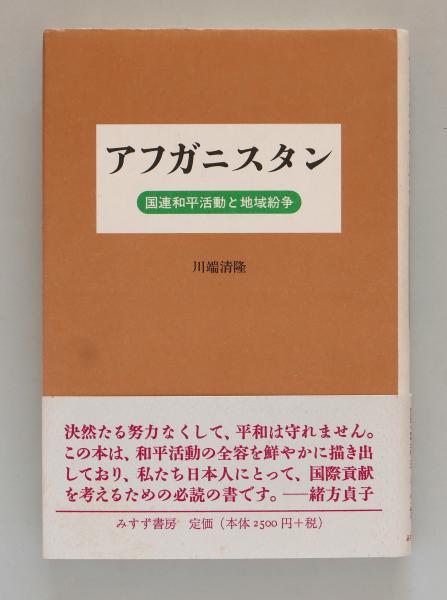 アフガニスタン
国連和平活動と地域紛争
川端清隆
決然たる努力なくして、平和は守れません。
この本は、和平活動の全容を鮮やかに描き出
しており、私たち日本人にとって、国際貢献
を考えるための必読の書です。──緒方貞子
みすず書房 定価（本体2500円＋税）